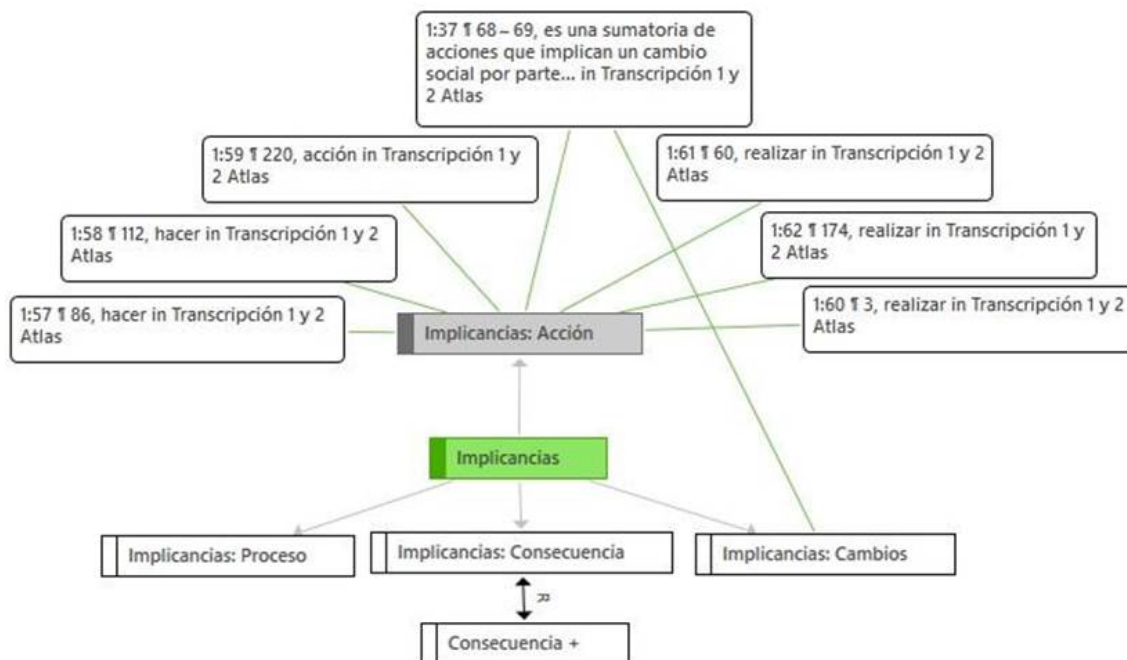 1:37 ¶ 68 – 69, es una sumatoria de
acciones que implican un cambio
social por parte... in Transcripción 1 y
2 Atlas
1:59 ¶ 220, acción in Transcripción 1 y
2 Atlas
1:61 ¶ 60, realizar in Transcripción 1 y 2
Atlas
1:58 ¶ 112, hacer in Transcripción 1 y 2
Atlas
1:62 ¶ 174, realizar in Transcripción 1 y
2 Atlas
1:57 ¶ 86, hacer in Transcripción 1 y 2
Atlas
1:60 ¶ 3, realizar in Transcripción 1 y 2
Atlas
Implicancias: Acción
Implicancias
Implicancias: Proceso
Implicancias: Consecuencia
Implicancias: Cambios
R
Consecuencia +